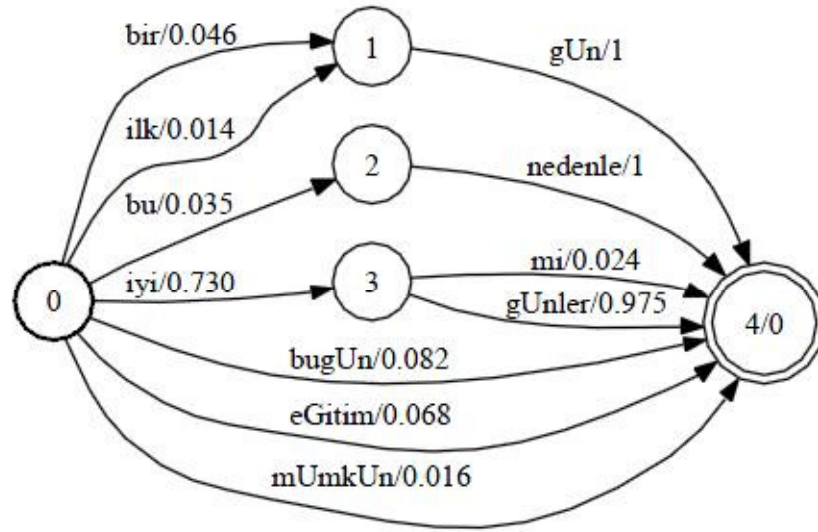 bir/0.046
1
gUn/1
ilk/0.014
2
nedenle/1
bu/0.035
0
iyi/0.730
3
mi/0.024
gUnler/0.975
4/0
bugUn/0.082
eGitim/0.068
mUmkUn/0.016